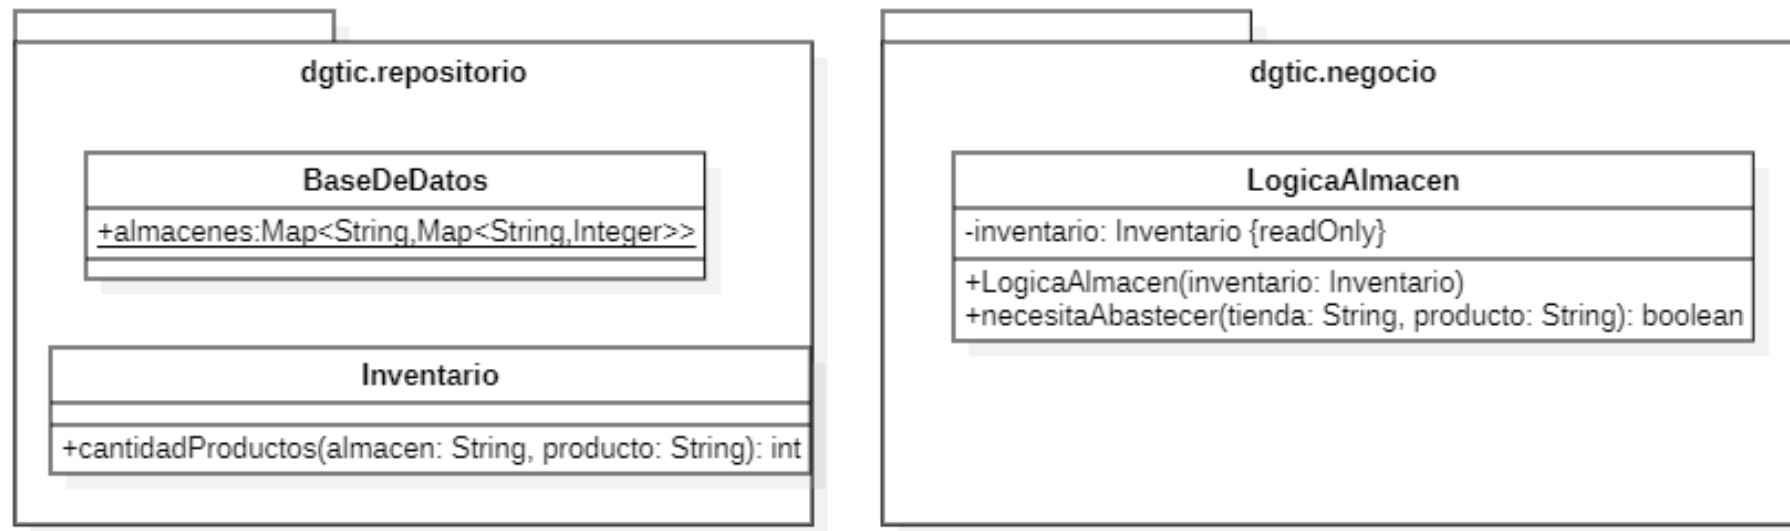 dgtic.repositorio
BaseDeDatos
+almacenes:Map<String,Map<String,Integer>>
Inventario
+cantidadProductos(almacen: String, producto: String): int
dgtic.negocio
LogicaAlmacen
-inventario: Inventario {readOnly}
+LogicaAlmacen(inventario: Inventario)
+necesitaAbastecer(tienda: String, producto: String): boolean